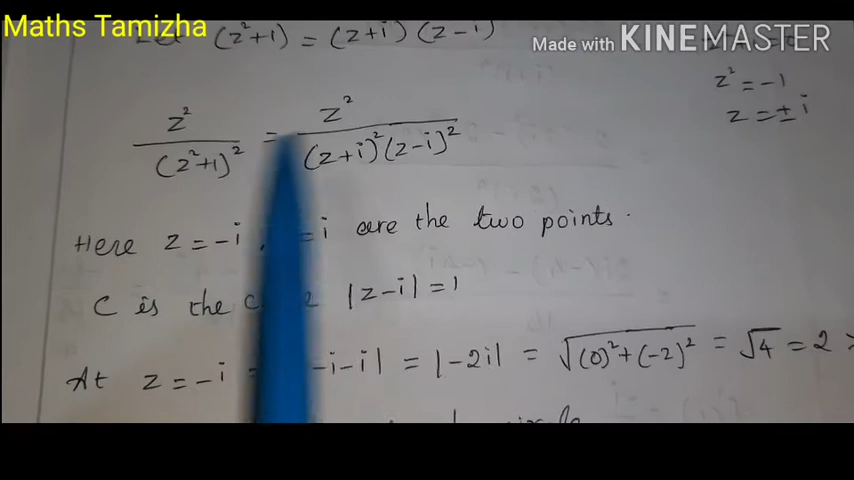 Maths Tamizha
Let (z²+1) = (z+i)(z-i)
Made with KINEMASTER
z² = -1
z = ± i
z² / (z²+1)² = z² / (z+i)²(z-i)²
Here z = -i, = i are the two points.
C is the |z-i| = 1
At z = -i -i-i| = |-2i| = √(0)²+(-2)² = √4 = 2 >